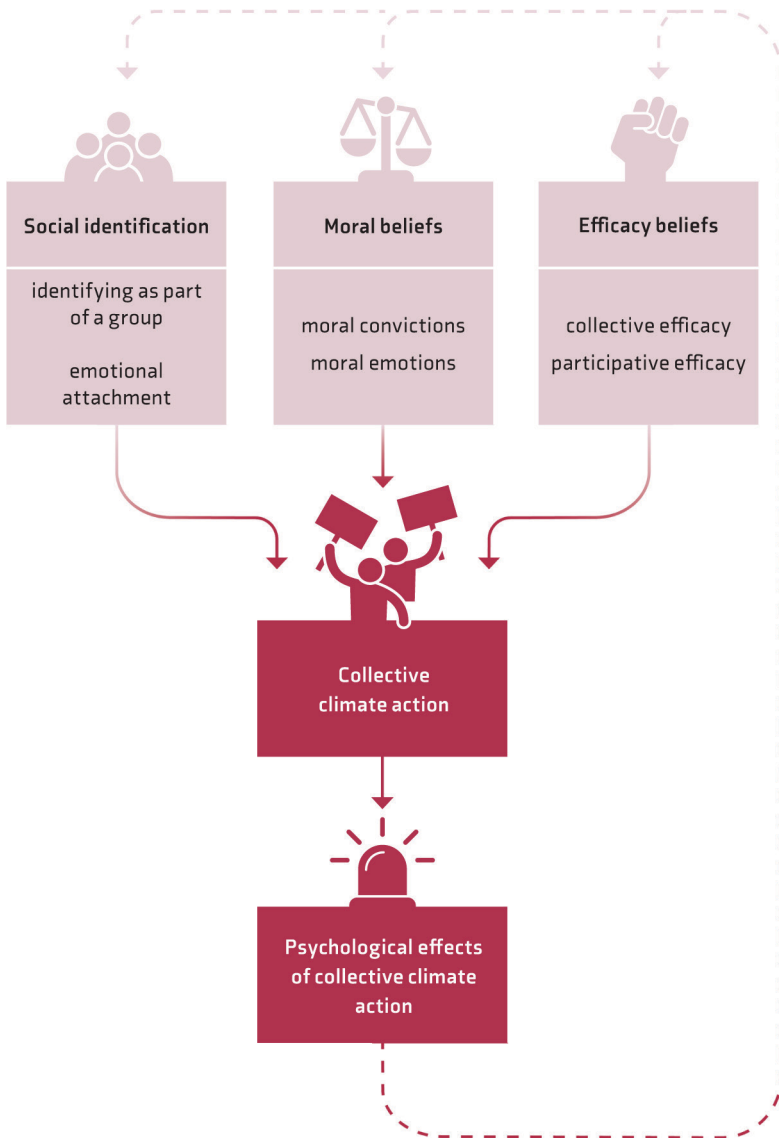 Social identification
identifying as part
of a group
emotional
attachment
Moral beliefs
moral convictions
moral emotions
Efficacy beliefs
collective efficacy
participative efficacy
Collective
climate action
Psychological effects
of collective climate
action